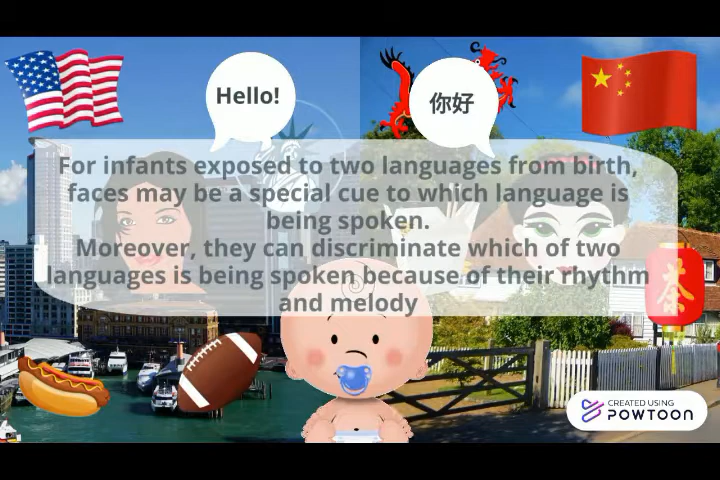 Hello!
你好
For infants exposed to two languages from birth,
faces may be a special cue to which language is
being spoken.
Moreover, they can discriminate which of two
languages is being spoken because of their rhythm
and melody
茶
CREATED USING
POWTOON